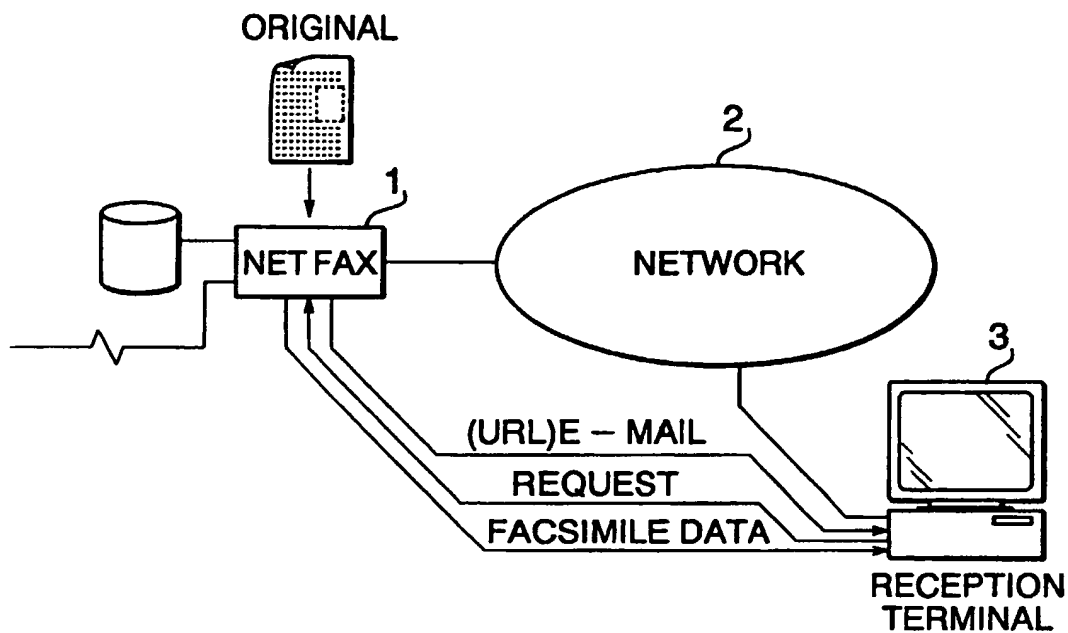 ORIGINAL
1
2
NET FAX
NETWORK
3
(URL)E – MAIL
REQUEST
FACSIMILE DATA
RECEPTION
TERMINAL